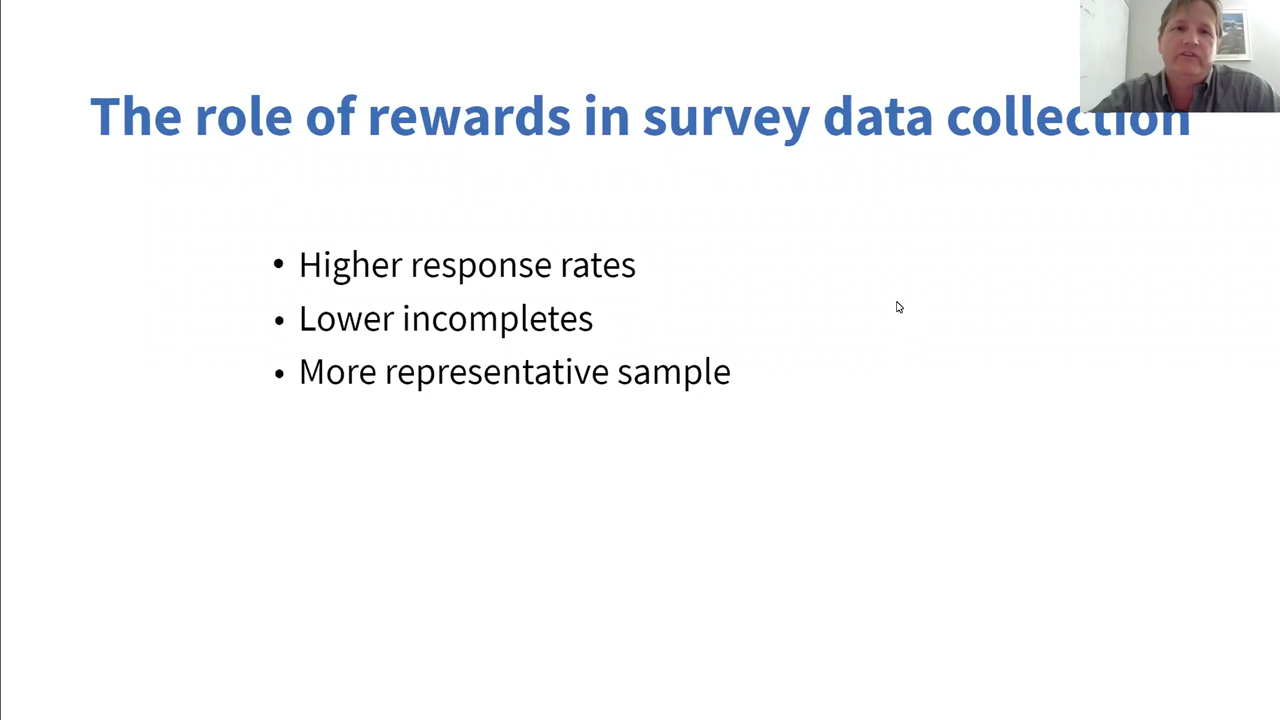 The role of rewards in survey data collection
• Higher response rates
• Lower incompletes
• More representative sample